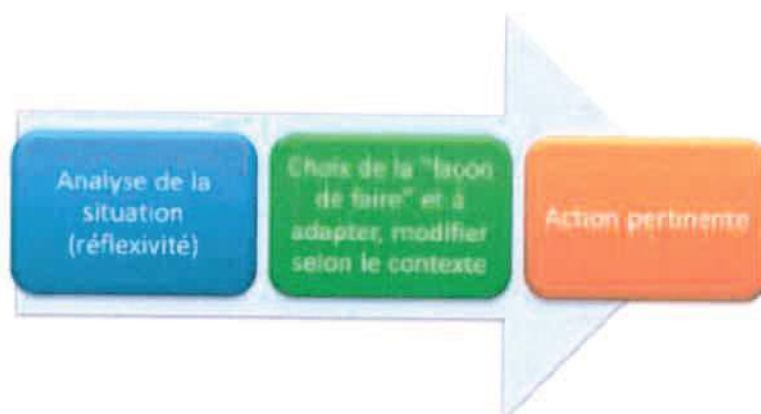 Analyse de la
situation
(réflexivité)
Choix de la "façon
de faire" et à
adapter, modifier
selon le contexte
Action pertinente